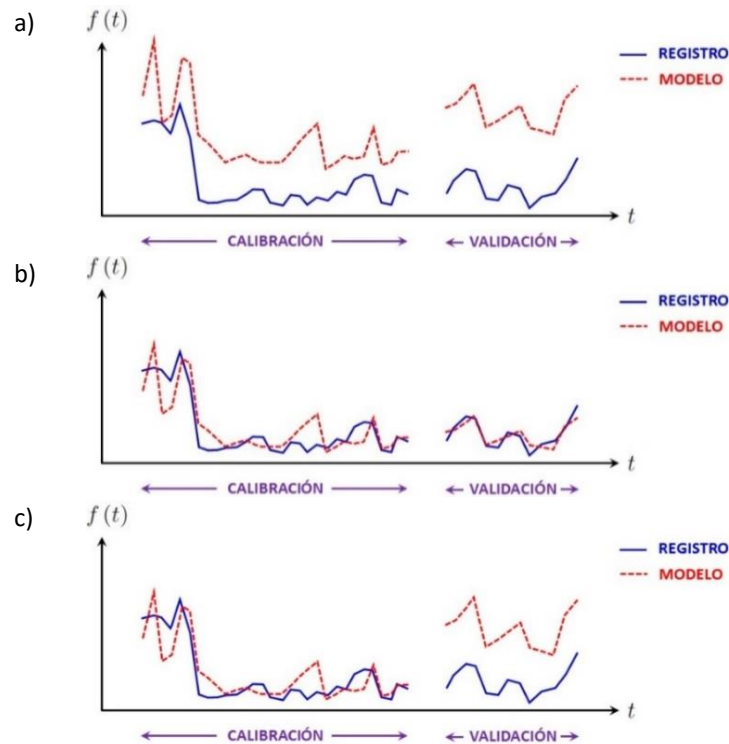 a)
f (t)
REGISTRO
MODELO
t
CALIBRACIÓN
VALIDACIÓN
b)
f (t)
REGISTRO
MODELO
t
CALIBRACIÓN
VALIDACIÓN
c)
f (t)
REGISTRO
MODELO
t
CALIBRACIÓN
VALIDACIÓN